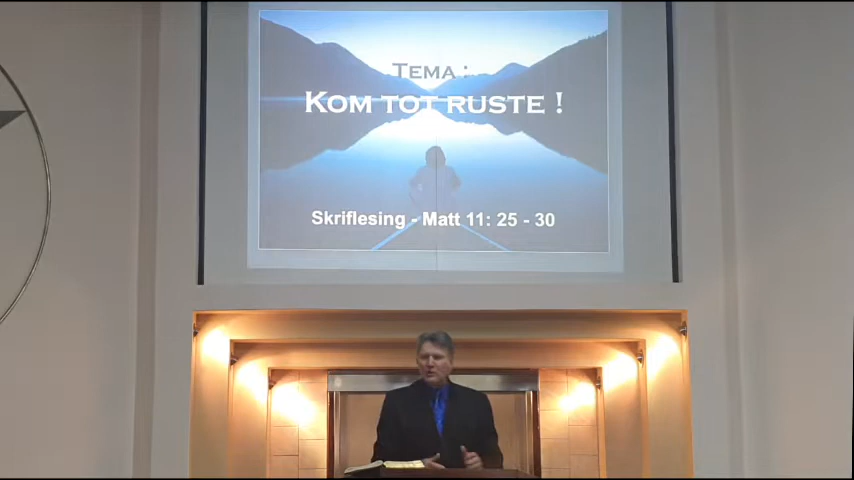 TEMA :
KOM TOT RUSTE !
Skriflesing - Matt 11: 25 - 30